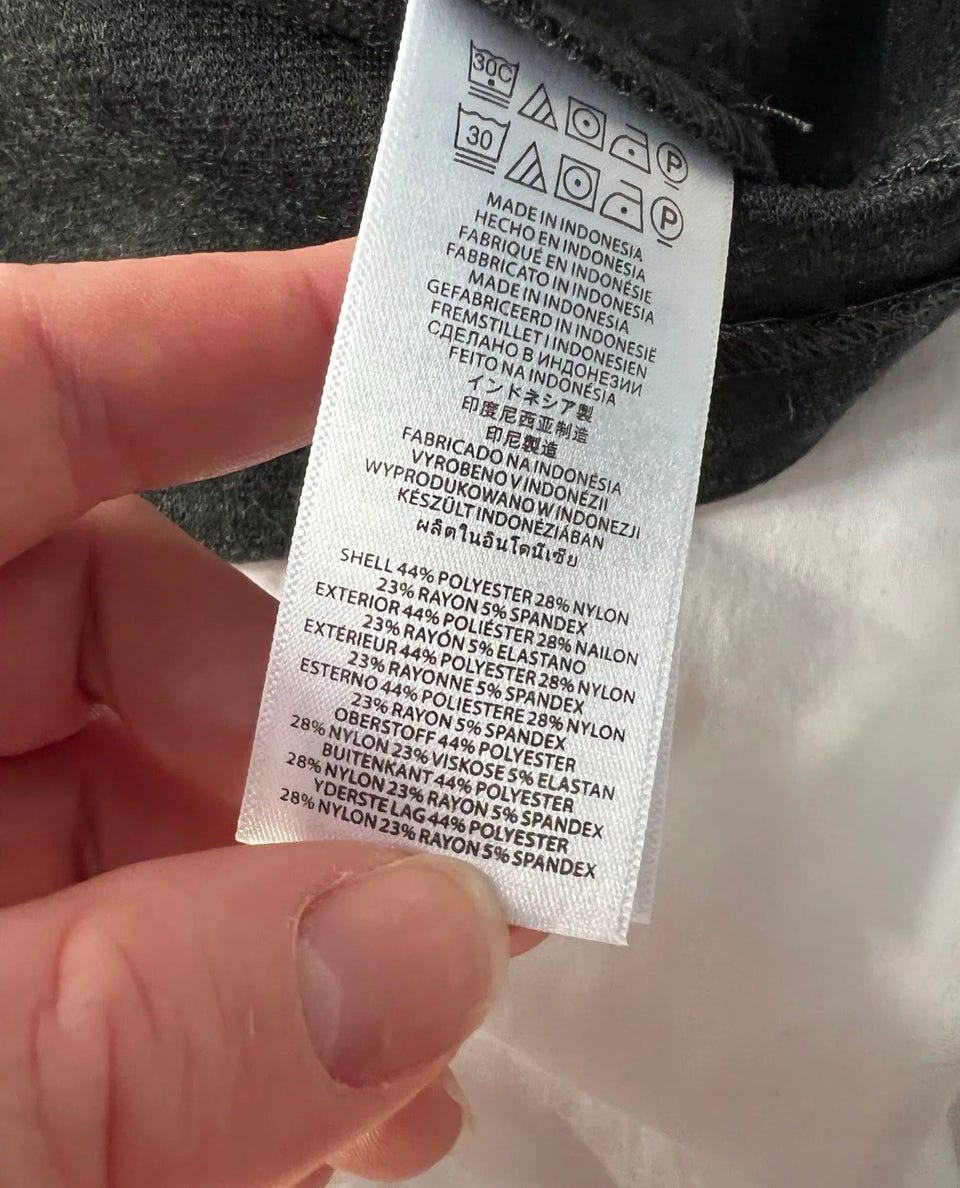 30C P
30 P
MADE IN INDONESIA
HECHO EN INDONESIA
FABRIQUÉ EN INDONÉSIE
FABBRICATO IN INDONESIA
MADE IN INDONESIA
GEFABRICEERD IN INDONESIË
FREMSTILLET I INDONESIEN
СДЕЛАНО В ИНДОНЕЗИИ
FEITO NA INDONÉSIA
インドネシア製
印度尼西亚制造
印尼製造
FABRICADO NA INDONÉSIA
VYROBENO V INDONÉZII
WYPRODUKOWANO W INDONEZJI
KÉSZÜLT INDONÉZIÁBAN
ผลิตในอินโดนีเซีย
SHELL 44% POLYESTER 28% NYLON
23% RAYON 5% SPANDEX
EXTERIOR 44% POLIÉSTER 28% NAILON
23% RAYÓN 5% ELASTANO
EXTÉRIEUR 44% POLYESTER 28% NYLON
23% RAYONNE 5% SPANDEX
ESTERNO 44% POLIESTERE 28% NYLON
23% RAYON 5% SPANDEX
OBERSTOFF 44% POLYESTER
28% NYLON 23% VISKOSE 5% ELASTAN
BUITENKANT 44% POLYESTER
28% NYLON 23% RAYON 5% SPANDEX
YDERSTE LAG 44% POLYESTER
28% NYLON 23% RAYON 5% SPANDEX